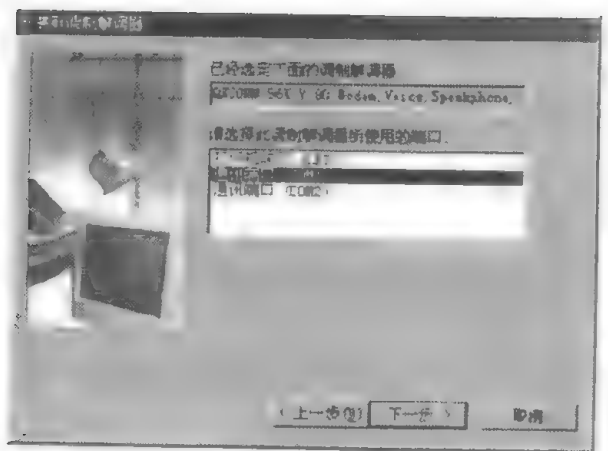 已经选定下面的调制解调器
56K V.90 Modem, Voice, Speakphone,
请选择此调制解调器所使用的端口.
通讯端口 (COM2)
< 上一步(B)
下一步 >
取消